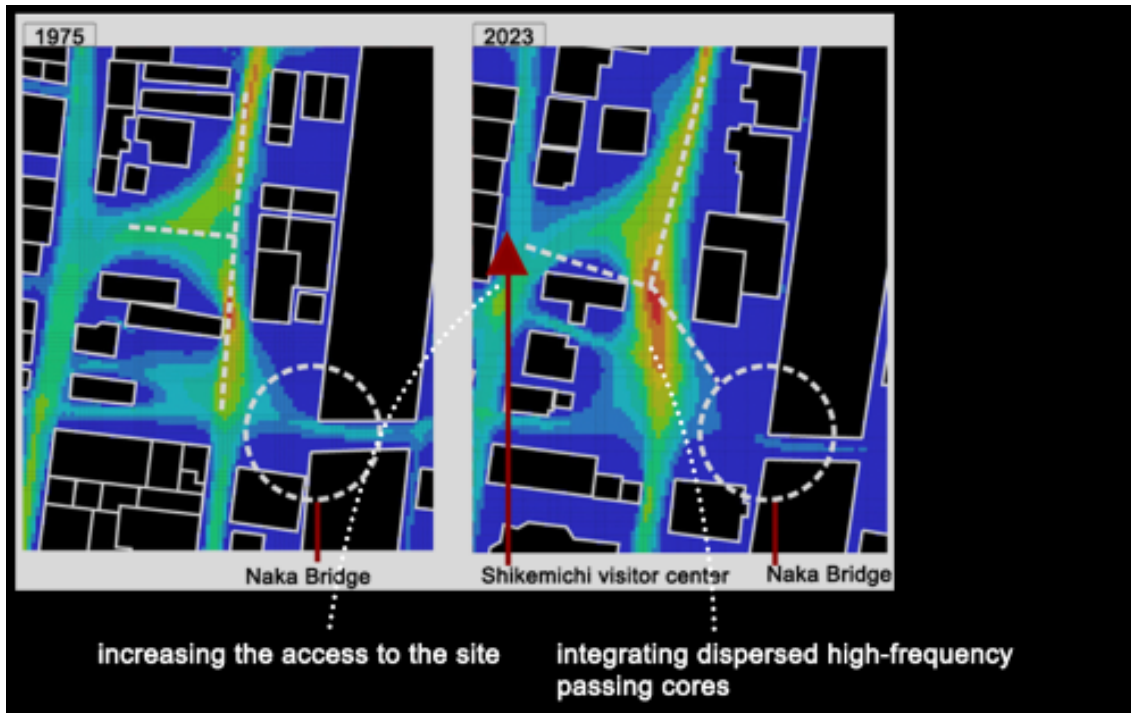 1975
2023
Naka Bridge
Shikemichi visitor center
Naka Bridge
increasing the access to the site
integrating dispersed high-frequency
passing cores